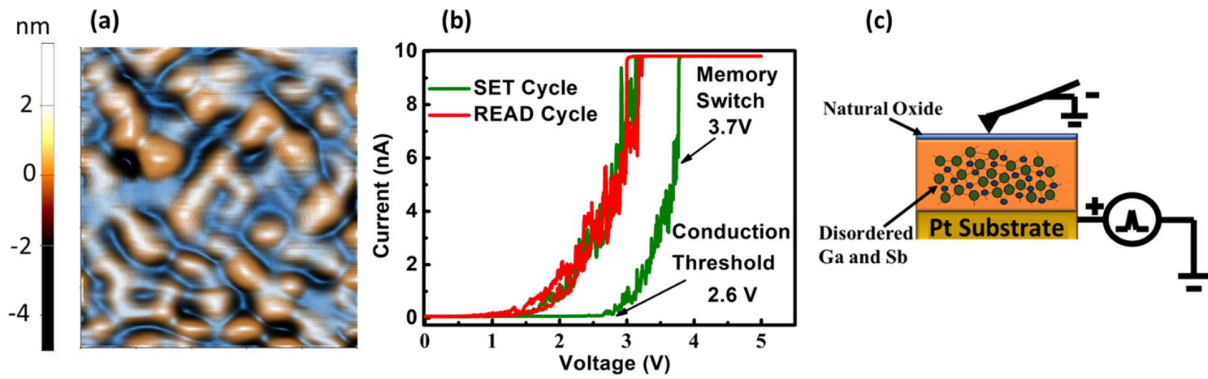 (a)
nm
2
0
-2
-4
(b)
10
8
6
4
2
0
Current (nA)
SET Cycle
READ Cycle
Memory
Switch
3.7V
Conduction
Threshold
2.6 V
0
1
2
3
4
5
Voltage (V)
(c)
Natural Oxide
-
+
Pt Substrate
Disordered
Ga and Sb